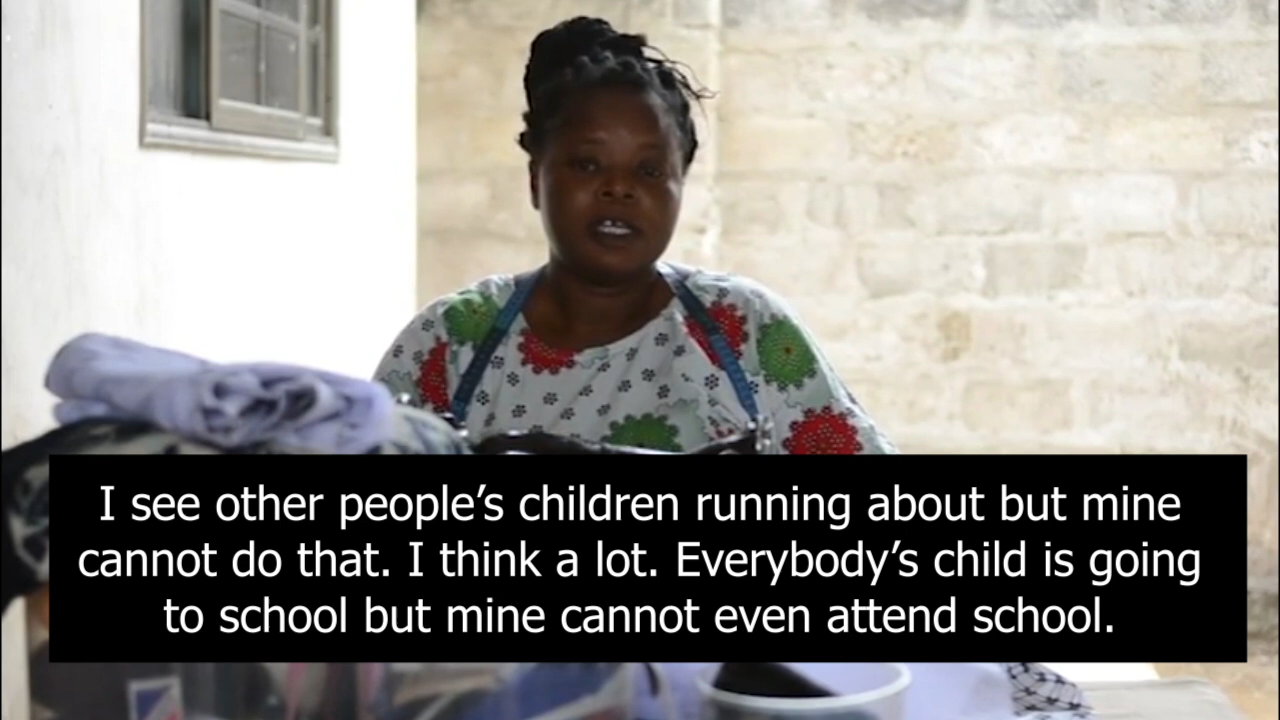 I see other people’s children running about but mine
cannot do that. I think a lot. Everybody’s child is going
to school but mine cannot even attend school.